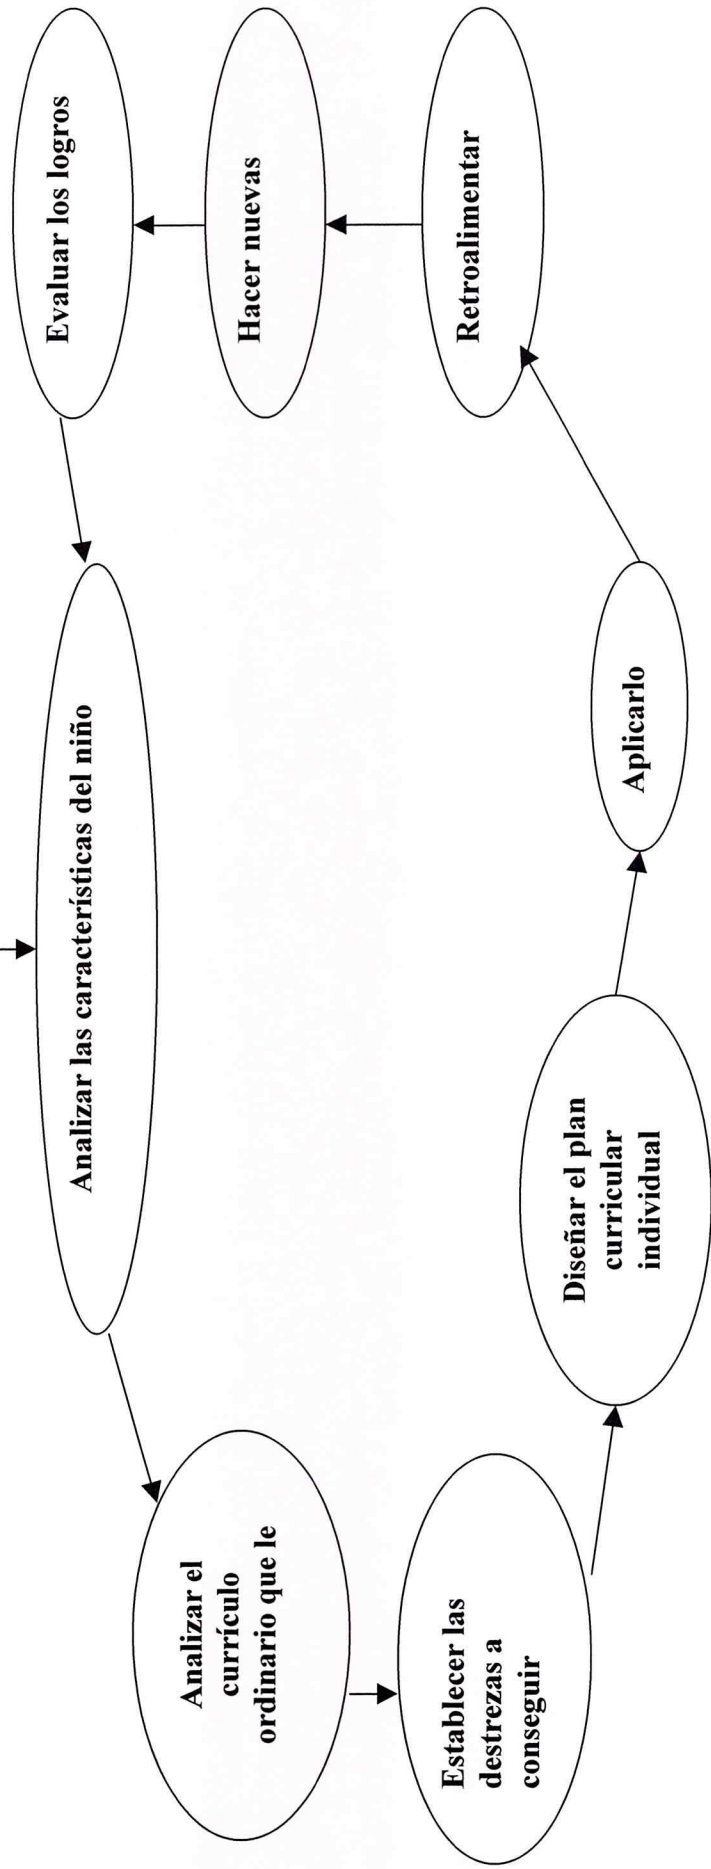 Analizar las características del niño
Analizar el
currículo
ordinario que le
Establecer las
destrezas a
conseguir
Diseñar el plan
curricular
individual
Aplicarlo
Retroalimentar
Hacer nuevas
Evaluar los logros